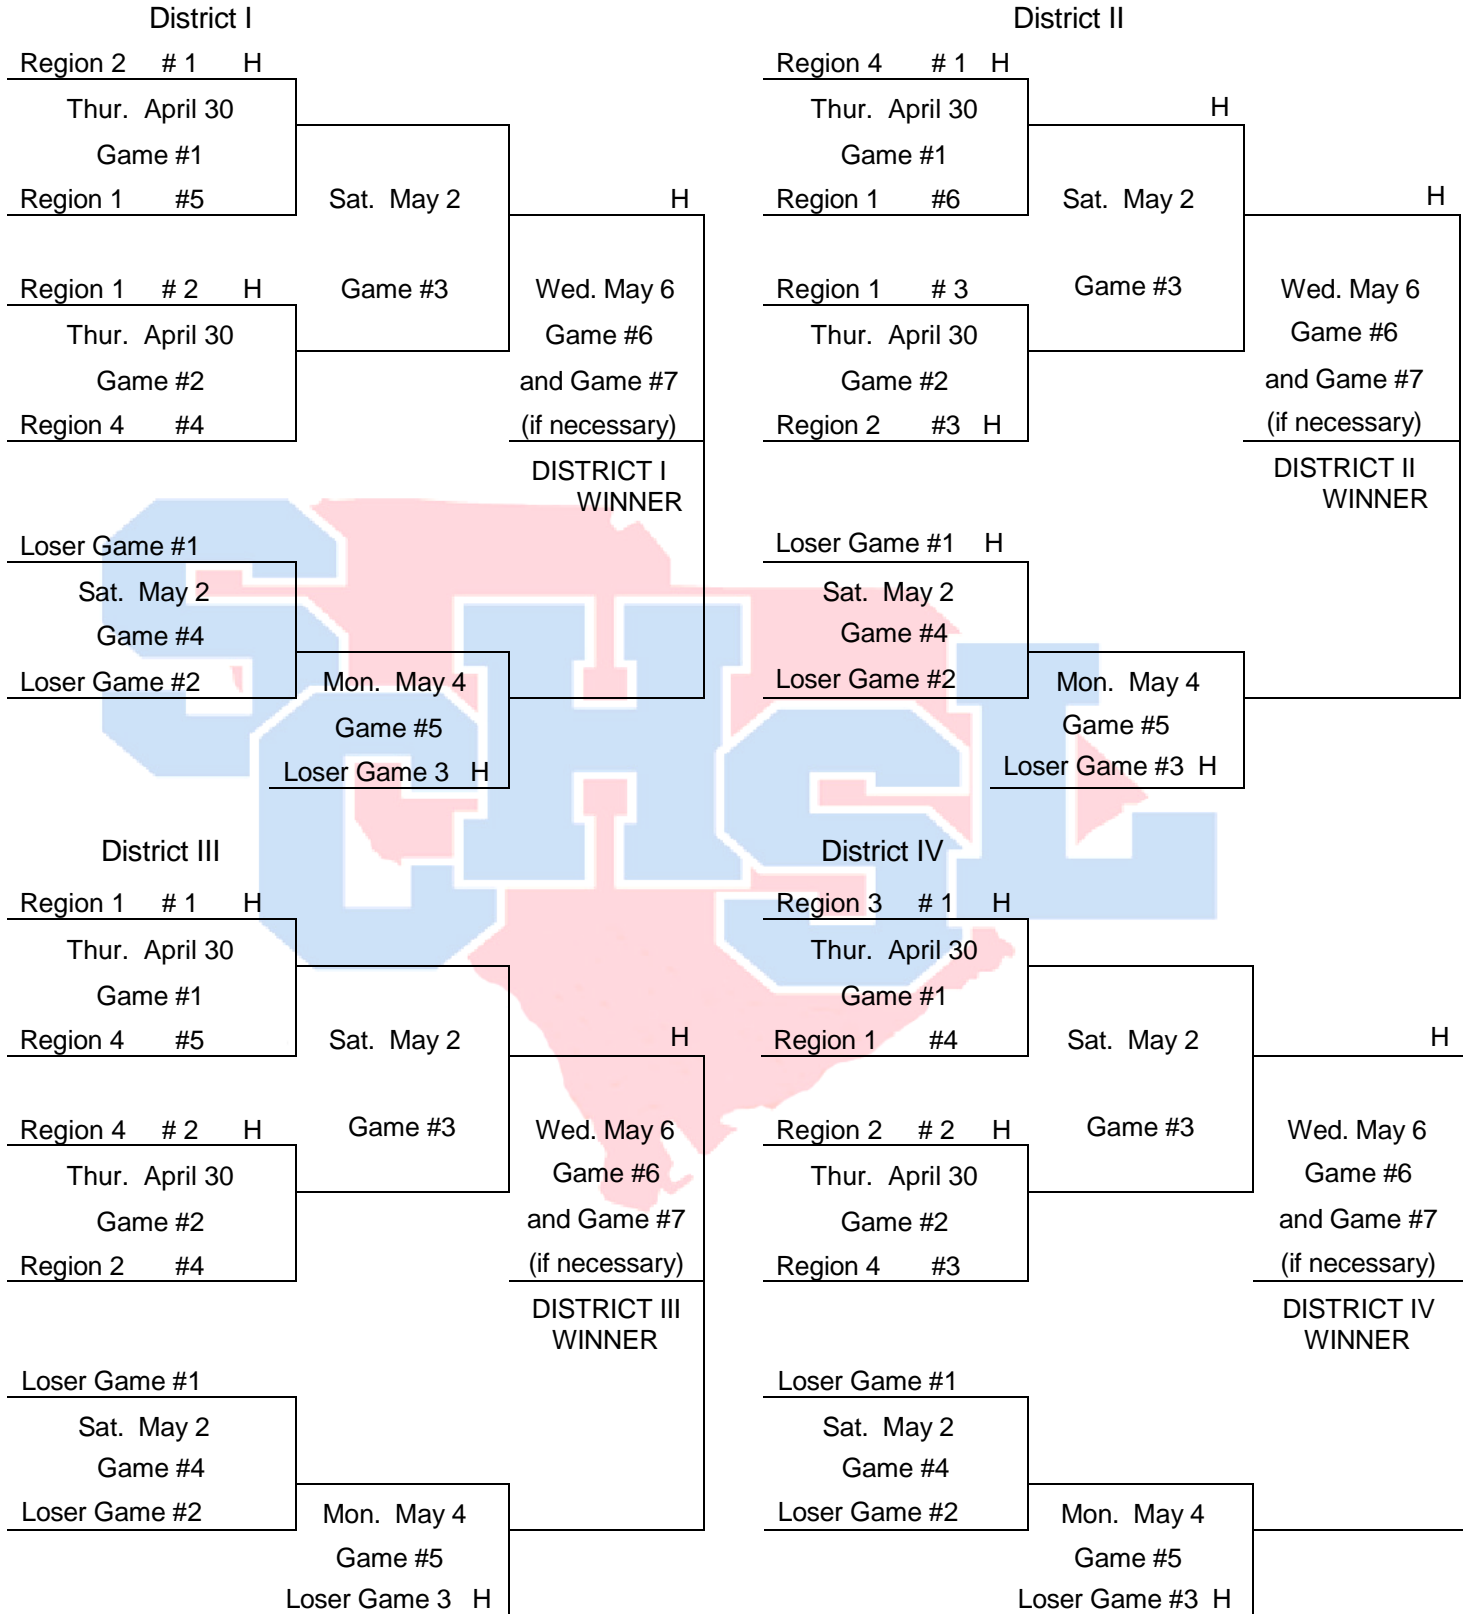 District I
Region 2 # 1 H
Thur. April 30
Game #1
Region 1 #5
Sat. May 2
H
Region 1 # 2 H
Game #3
Wed. May 6
Thur. April 30
Game #6
Game #2
and Game #7
Region 4 #4
(if necessary)
DISTRICT I
WINNER
Loser Game #1
Sat. May 2
Game #4
Loser Game #2
Mon. May 4
Game #5
Loser Game 3 H
District II
Region 4 # 1 H
Thur. April 30
H
Game #1
Region 1 #6
Sat. May 2
H
Region 1 # 3
Game #3
Wed. May 6
Thur. April 30
Game #6
Game #2
and Game #7
Region 2 #3 H
(if necessary)
DISTRICT II
WINNER
Loser Game #1 H
Sat. May 2
Game #4
Loser Game #2
Mon. May 4
Game #5
Loser Game #3 H
SCHSL
District III
Region 1 # 1 H
Thur. April 30
Game #1
Region 4 #5
Sat. May 2
H
Region 4 # 2 H
Game #3
Wed. May 6
Thur. April 30
Game #6
Game #2
and Game #7
Region 2 #4
(if necessary)
DISTRICT III
WINNER
Loser Game #1
Sat. May 2
Game #4
Loser Game #2
Mon. May 4
Game #5
Loser Game 3 H
District IV
Region 3 # 1 H
Thur. April 30
Game #1
Region 1 #4
Sat. May 2
H
Region 2 # 2 H
Game #3
Wed. May 6
Thur. April 30
Game #6
Game #2
and Game #7
Region 4 #3
(if necessary)
DISTRICT IV
WINNER
Loser Game #1
Sat. May 2
Game #4
Loser Game #2
Mon. May 4
Game #5
Loser Game #3 H